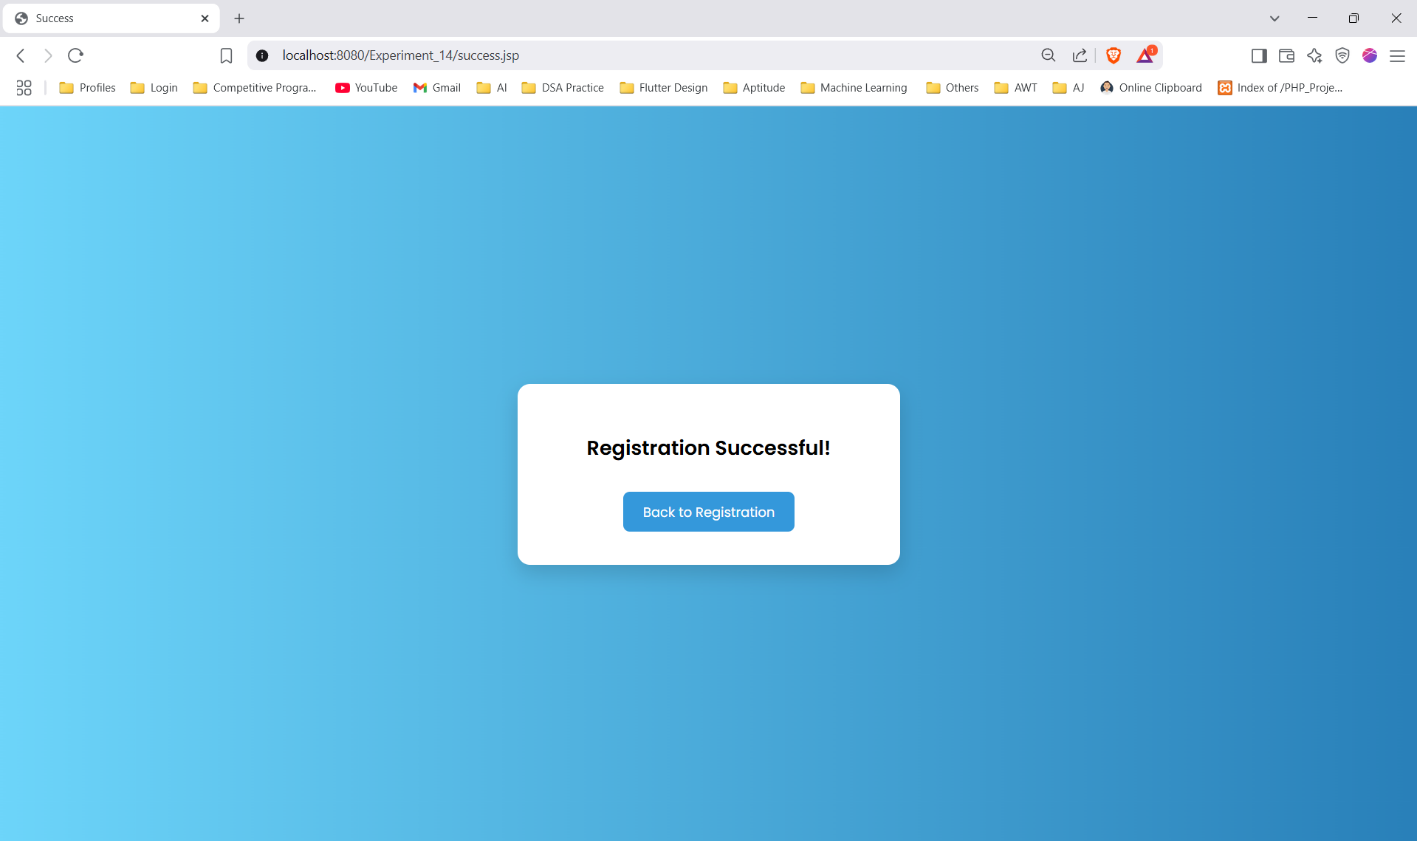 Success
localhost:8080/Experiment_14/success.jsp
1
Profiles Login Competitive Progra... YouTube Gmail AI DSA Practice Flutter Design Aptitude Machine Learning Others AWT AJ Online Clipboard Index of /PHP_Proje...
Registration Successful!
Back to Registration